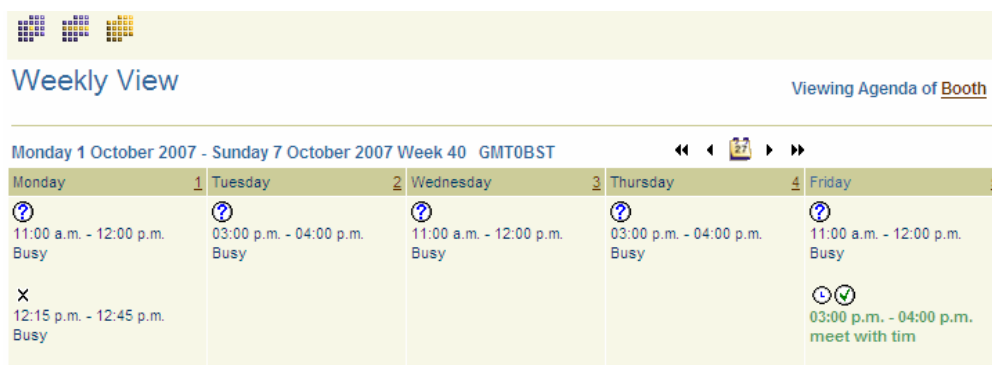 Weekly View
Viewing Agenda of Booth
Monday 1 October 2007 - Sunday 7 October 2007 Week 40 GMT0BST
27
Monday 1 Tuesday 2 Wednesday 3 Thursday 4 Friday
?
11:00 a.m. - 12:00 p.m.
Busy
X
12:15 p.m. - 12:45 p.m.
Busy
?
03:00 p.m. - 04:00 p.m.
Busy
?
11:00 a.m. - 12:00 p.m.
Busy
?
03:00 p.m. - 04:00 p.m.
Busy
?
11:00 a.m. - 12:00 p.m.
Busy
03:00 p.m. - 04:00 p.m.
meet with tim